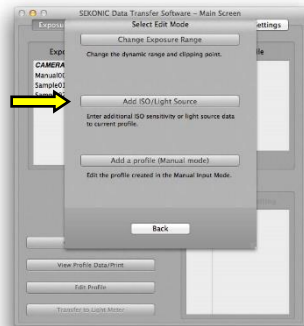 SEKONIC Data Transfer Software – Main Screen
Select Edit Mode
Change Exposure Range
Change the dynamic range and clipping point.
CAMERA
Add ISO/Light Source
Enter additional ISO sensitivity or light source data
to current profile.
Add a profile (Manual mode)
Edit the profile created in the Manual Input Mode.
Back
View Profile Data/Print
Edit Profile
Transfer to Light Meter